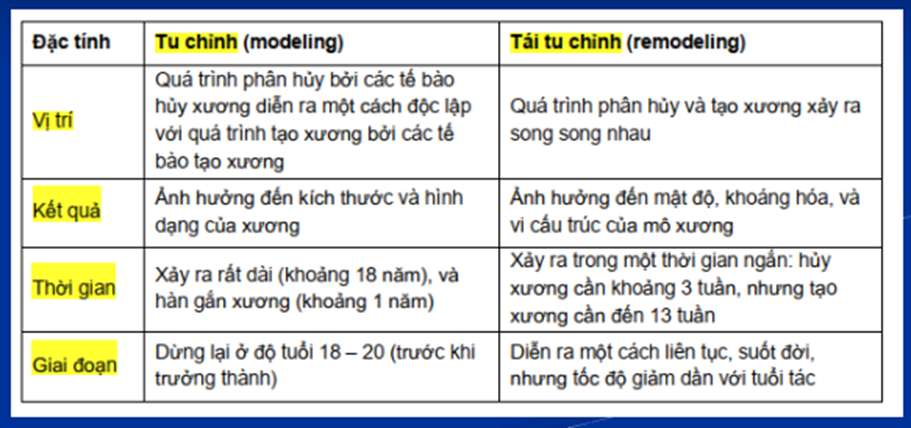 Đặc tính
Tu chỉnh (modeling)
Tái tu chỉnh (remodeling)
Vị trí
Quá trình phân hủy bởi các tế bào
hủy xương diễn ra một cách độc lập
với quá trình tạo xương bởi các tế
bào tạo xương
Quá trình phân hủy và tạo xương xảy ra
song song nhau
Kết quả
Ảnh hưởng đến kích thước và hình
dạng của xương
Ảnh hưởng đến mật độ, khoáng hóa, và
vi cấu trúc của mô xương
Thời gian
Xảy ra rất dài (khoảng 18 năm), và
hàn gắn xương (khoảng 1 năm)
Xảy ra trong một thời gian ngắn: hủy
xương cần khoảng 3 tuần, nhưng tạo
xương cần đến 13 tuần
Giai đoạn
Dừng lại ở độ tuổi 18 – 20 (trước khi
trưởng thành)
Diễn ra một cách liên tục, suốt đời,
nhưng tốc độ giảm dần với tuổi tác